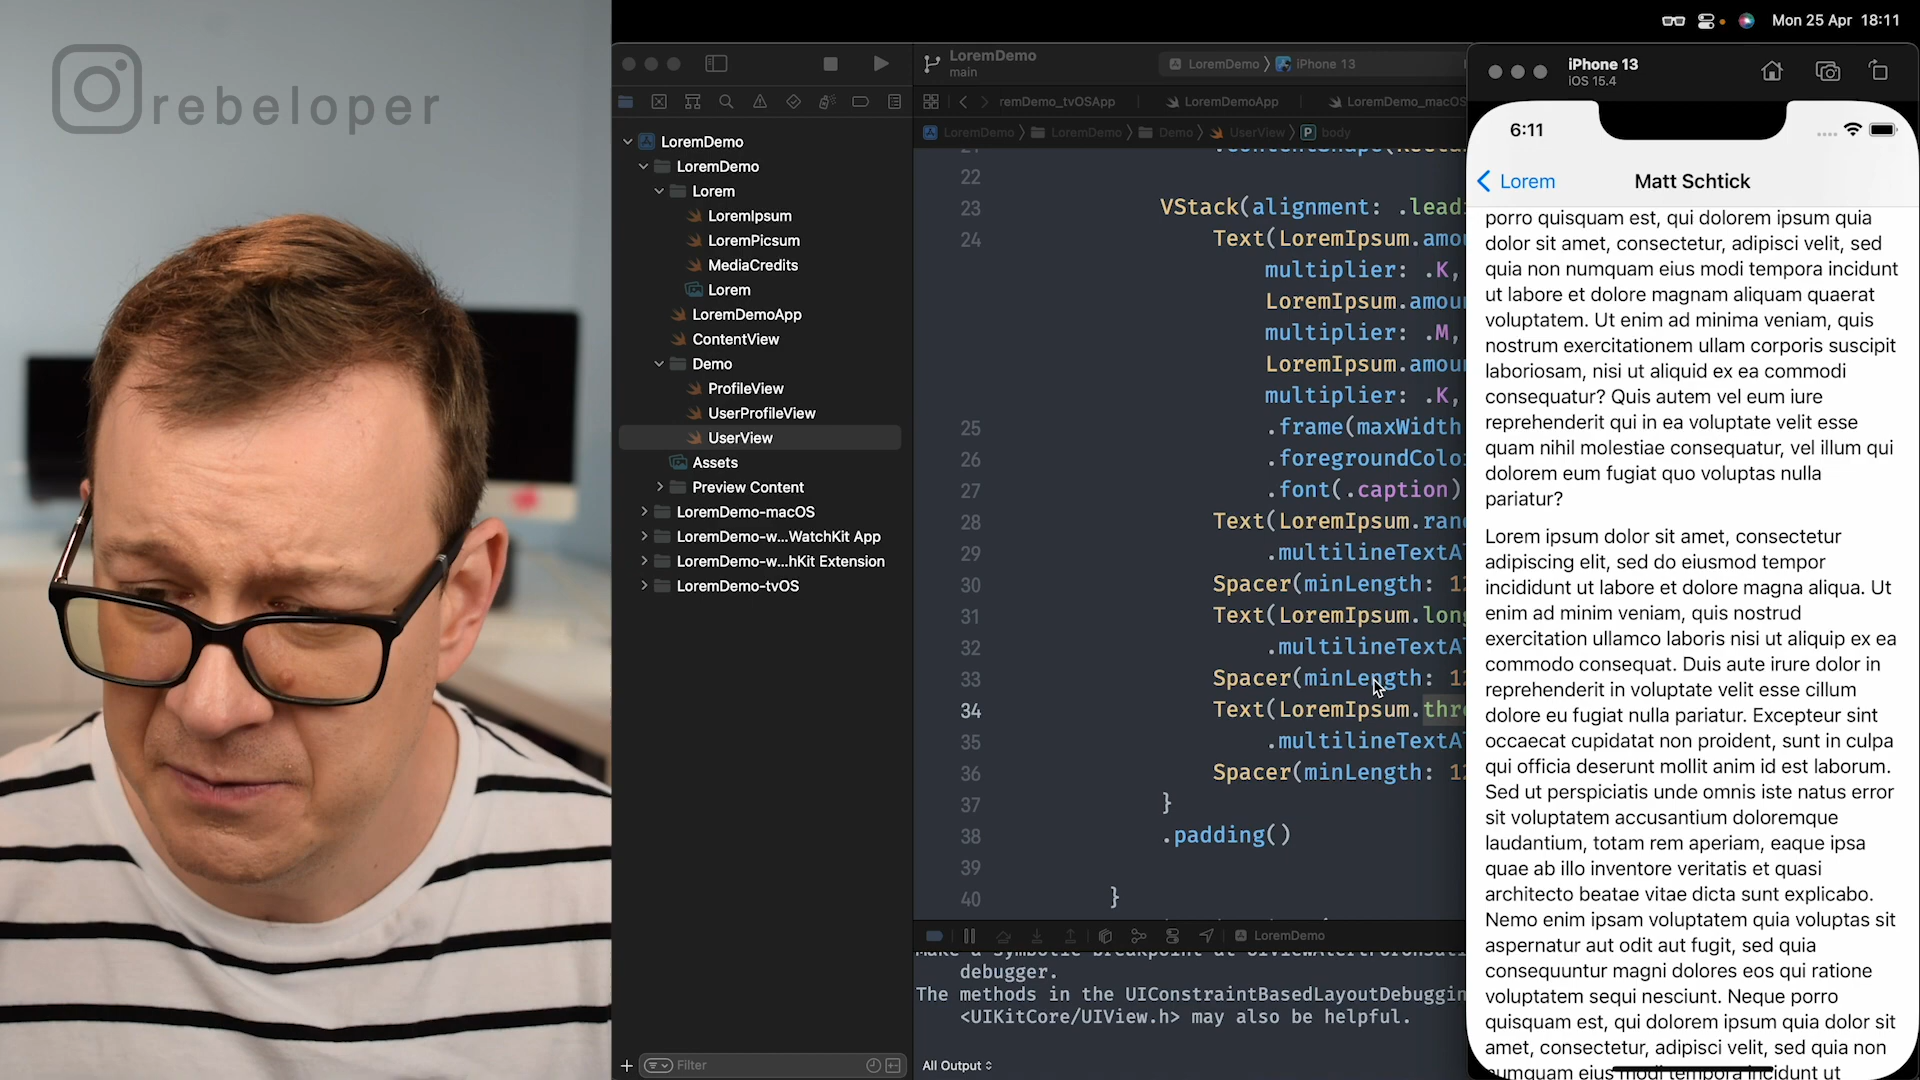 Mon 25 Apr 18:11
rebeloper
LoremDemo
main
LoremDemo
iPhone 13
iPhone 13
iOS 15.4
remDemo_tvOSApp
LoremDemoApp
LoremDemo_macOS
LoremDemo
LoremDemo
Demo
UserView
P
body
LoremDemo
LoremDemo
Lorem
LoremIpsum
LoremPicsum
MediaCredits
Lorem
LoremDemoApp
ContentView
Demo
ProfileView
UserProfileView
UserView
Assets
Preview Content
LoremDemo-macOS
LoremDemo-w...WatchKit App
LoremDemo-w...hKit Extension
LoremDemo-tvOS
Filter
22
23 VStack(alignment: .lead
24 Text(LoremIpsum.amou
multiplier: .K,
LoremIpsum.amoun
multiplier: .M,
LoremIpsum.amoun
multiplier: .K,
25 .frame(maxWidth
26 .foregroundColor
27 .font(.caption)
28 Text(LoremIpsum.rand
29 .multilineTextAl
30 Spacer(minLength: 12
31 Text(LoremIpsum.long
32 .multilineTextAl
33 Spacer(minLength: 12
34 Text(LoremIpsum.thre
35 .multilineTextAl
36 Spacer(minLength: 12
37 }
38 .padding()
39
40 }
LoremDemo
debugger.
The methods in the UIConstraintBasedLayoutDebuggin
<UIKitCore/UIView.h> may also be helpful.
All Output
6:11
Lorem
Matt Schtick
porro quisquam est, qui dolorem ipsum quia
dolor sit amet, consectetur, adipisci velit, sed
quia non numquam eius modi tempora incidunt
ut labore et dolore magnam aliquam quaerat
voluptatem. Ut enim ad minima veniam, quis
nostrum exercitationem ullam corporis suscipit
laboriosam, nisi ut aliquid ex ea commodi
consequatur? Quis autem vel eum iure
reprehenderit qui in ea voluptate velit esse
quam nihil molestiae consequatur, vel illum qui
dolorem eum fugiat quo voluptas nulla
pariatur?
Lorem ipsum dolor sit amet, consectetur
adipiscing elit, sed do eiusmod tempor
incididunt ut labore et dolore magna aliqua. Ut
enim ad minim veniam, quis nostrud
exercitation ullamco laboris nisi ut aliquip ex ea
commodo consequat. Duis aute irure dolor in
reprehenderit in voluptate velit esse cillum
dolore eu fugiat nulla pariatur. Excepteur sint
occaecat cupidatat non proident, sunt in culpa
qui officia deserunt mollit anim id est laborum.
Sed ut perspiciatis unde omnis iste natus error
sit voluptatem accusantium doloremque
laudantium, totam rem aperiam, eaque ipsa
quae ab illo inventore veritatis et quasi
architecto beatae vitae dicta sunt explicabo.
Nemo enim ipsam voluptatem quia voluptas sit
aspernatur aut odit aut fugit, sed quia
consequuntur magni dolores eos qui ratione
voluptatem sequi nesciunt. Neque porro
quisquam est, qui dolorem ipsum quia dolor sit
amet, consectetur, adipisci velit, sed quia non
numquam eius modi tempora incidunt ut